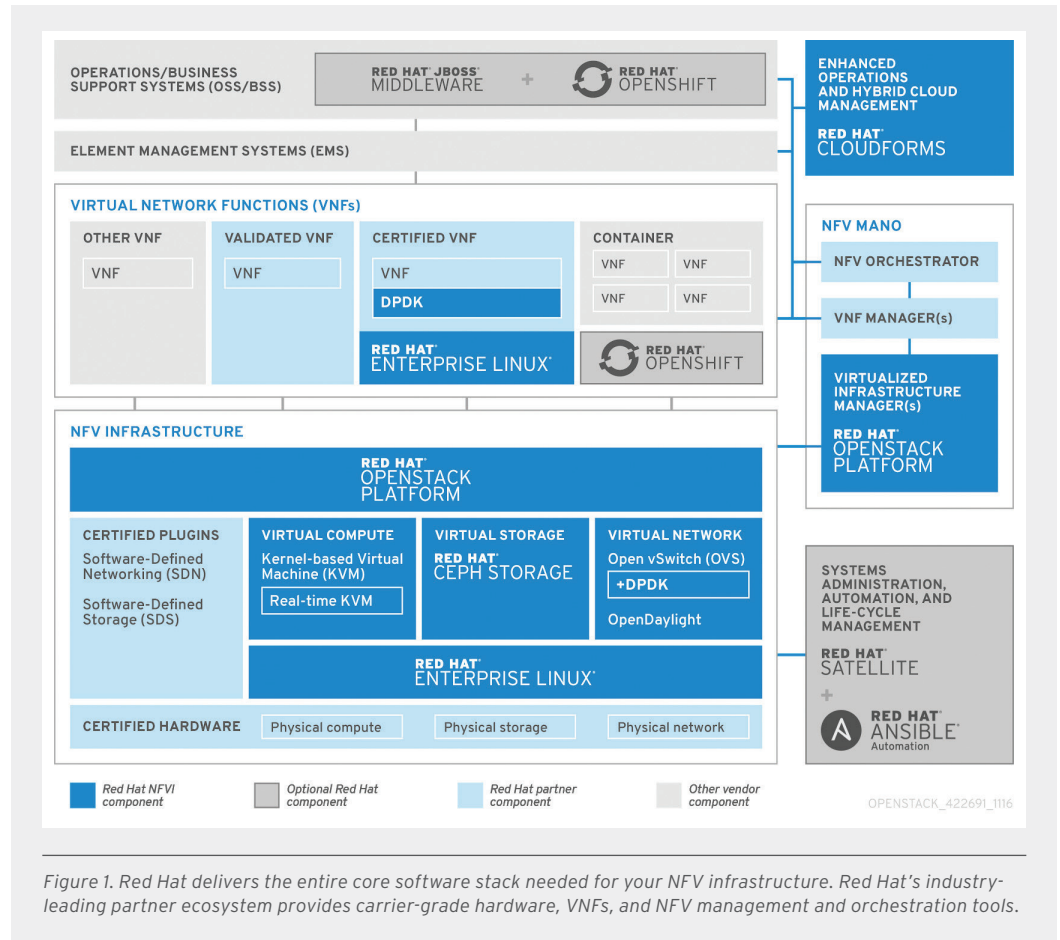 OPERATIONS/BUSINESS
SUPPORT SYSTEMS (OSS/BSS)
RED HAT® JBOSS®
MIDDLEWARE
+
RED HAT®
OPENSHIFT
ELEMENT MANAGEMENT SYSTEMS (EMS)
ENHANCED
OPERATIONS
AND HYBRID CLOUD
MANAGEMENT
RED HAT®
CLOUDFORMS
VIRTUAL NETWORK FUNCTIONS (VNFs)
OTHER VNF
VNF
VALIDATED VNF
VNF
CERTIFIED VNF
VNF
DPDK
RED HAT®
ENTERPRISE LINUX®
CONTAINER
VNF
VNF
VNF
VNF
RED HAT®
OPENSHIFT
NFV MANO
NFV ORCHESTRATOR
VNF MANAGER(s)
VIRTUALIZED
INFRASTRUCTURE
MANAGER(s)
RED HAT®
OPENSTACK
PLATFORM
NFV INFRASTRUCTURE
RED HAT®
OPENSTACK
PLATFORM
CERTIFIED PLUGINS
Software-Defined
Networking (SDN)
Software-Defined
Storage (SDS)
VIRTUAL COMPUTE
Kernel-based Virtual
Machine (KVM)
Real-time KVM
VIRTUAL STORAGE
RED HAT®
CEPH STORAGE
VIRTUAL NETWORK
Open vSwitch (OVS)
+DPDK
OpenDaylight
RED HAT®
ENTERPRISE LINUX®
CERTIFIED HARDWARE
Physical compute
Physical storage
Physical network
SYSTEMS
ADMINISTRATION,
AUTOMATION, AND
LIFE-CYCLE
MANAGEMENT
RED HAT®
SATELLITE
+
RED HAT®
ANSIBLE®
Automation
Red Hat NFVI
component
Optional Red Hat
component
Red Hat partner
component
Other vendor
component
OPENSTACK_422691_1116
Figure 1. Red Hat delivers the entire core software stack needed for your NFV infrastructure. Red Hat's industry-
leading partner ecosystem provides carrier-grade hardware, VNFs, and NFV management and orchestration tools.